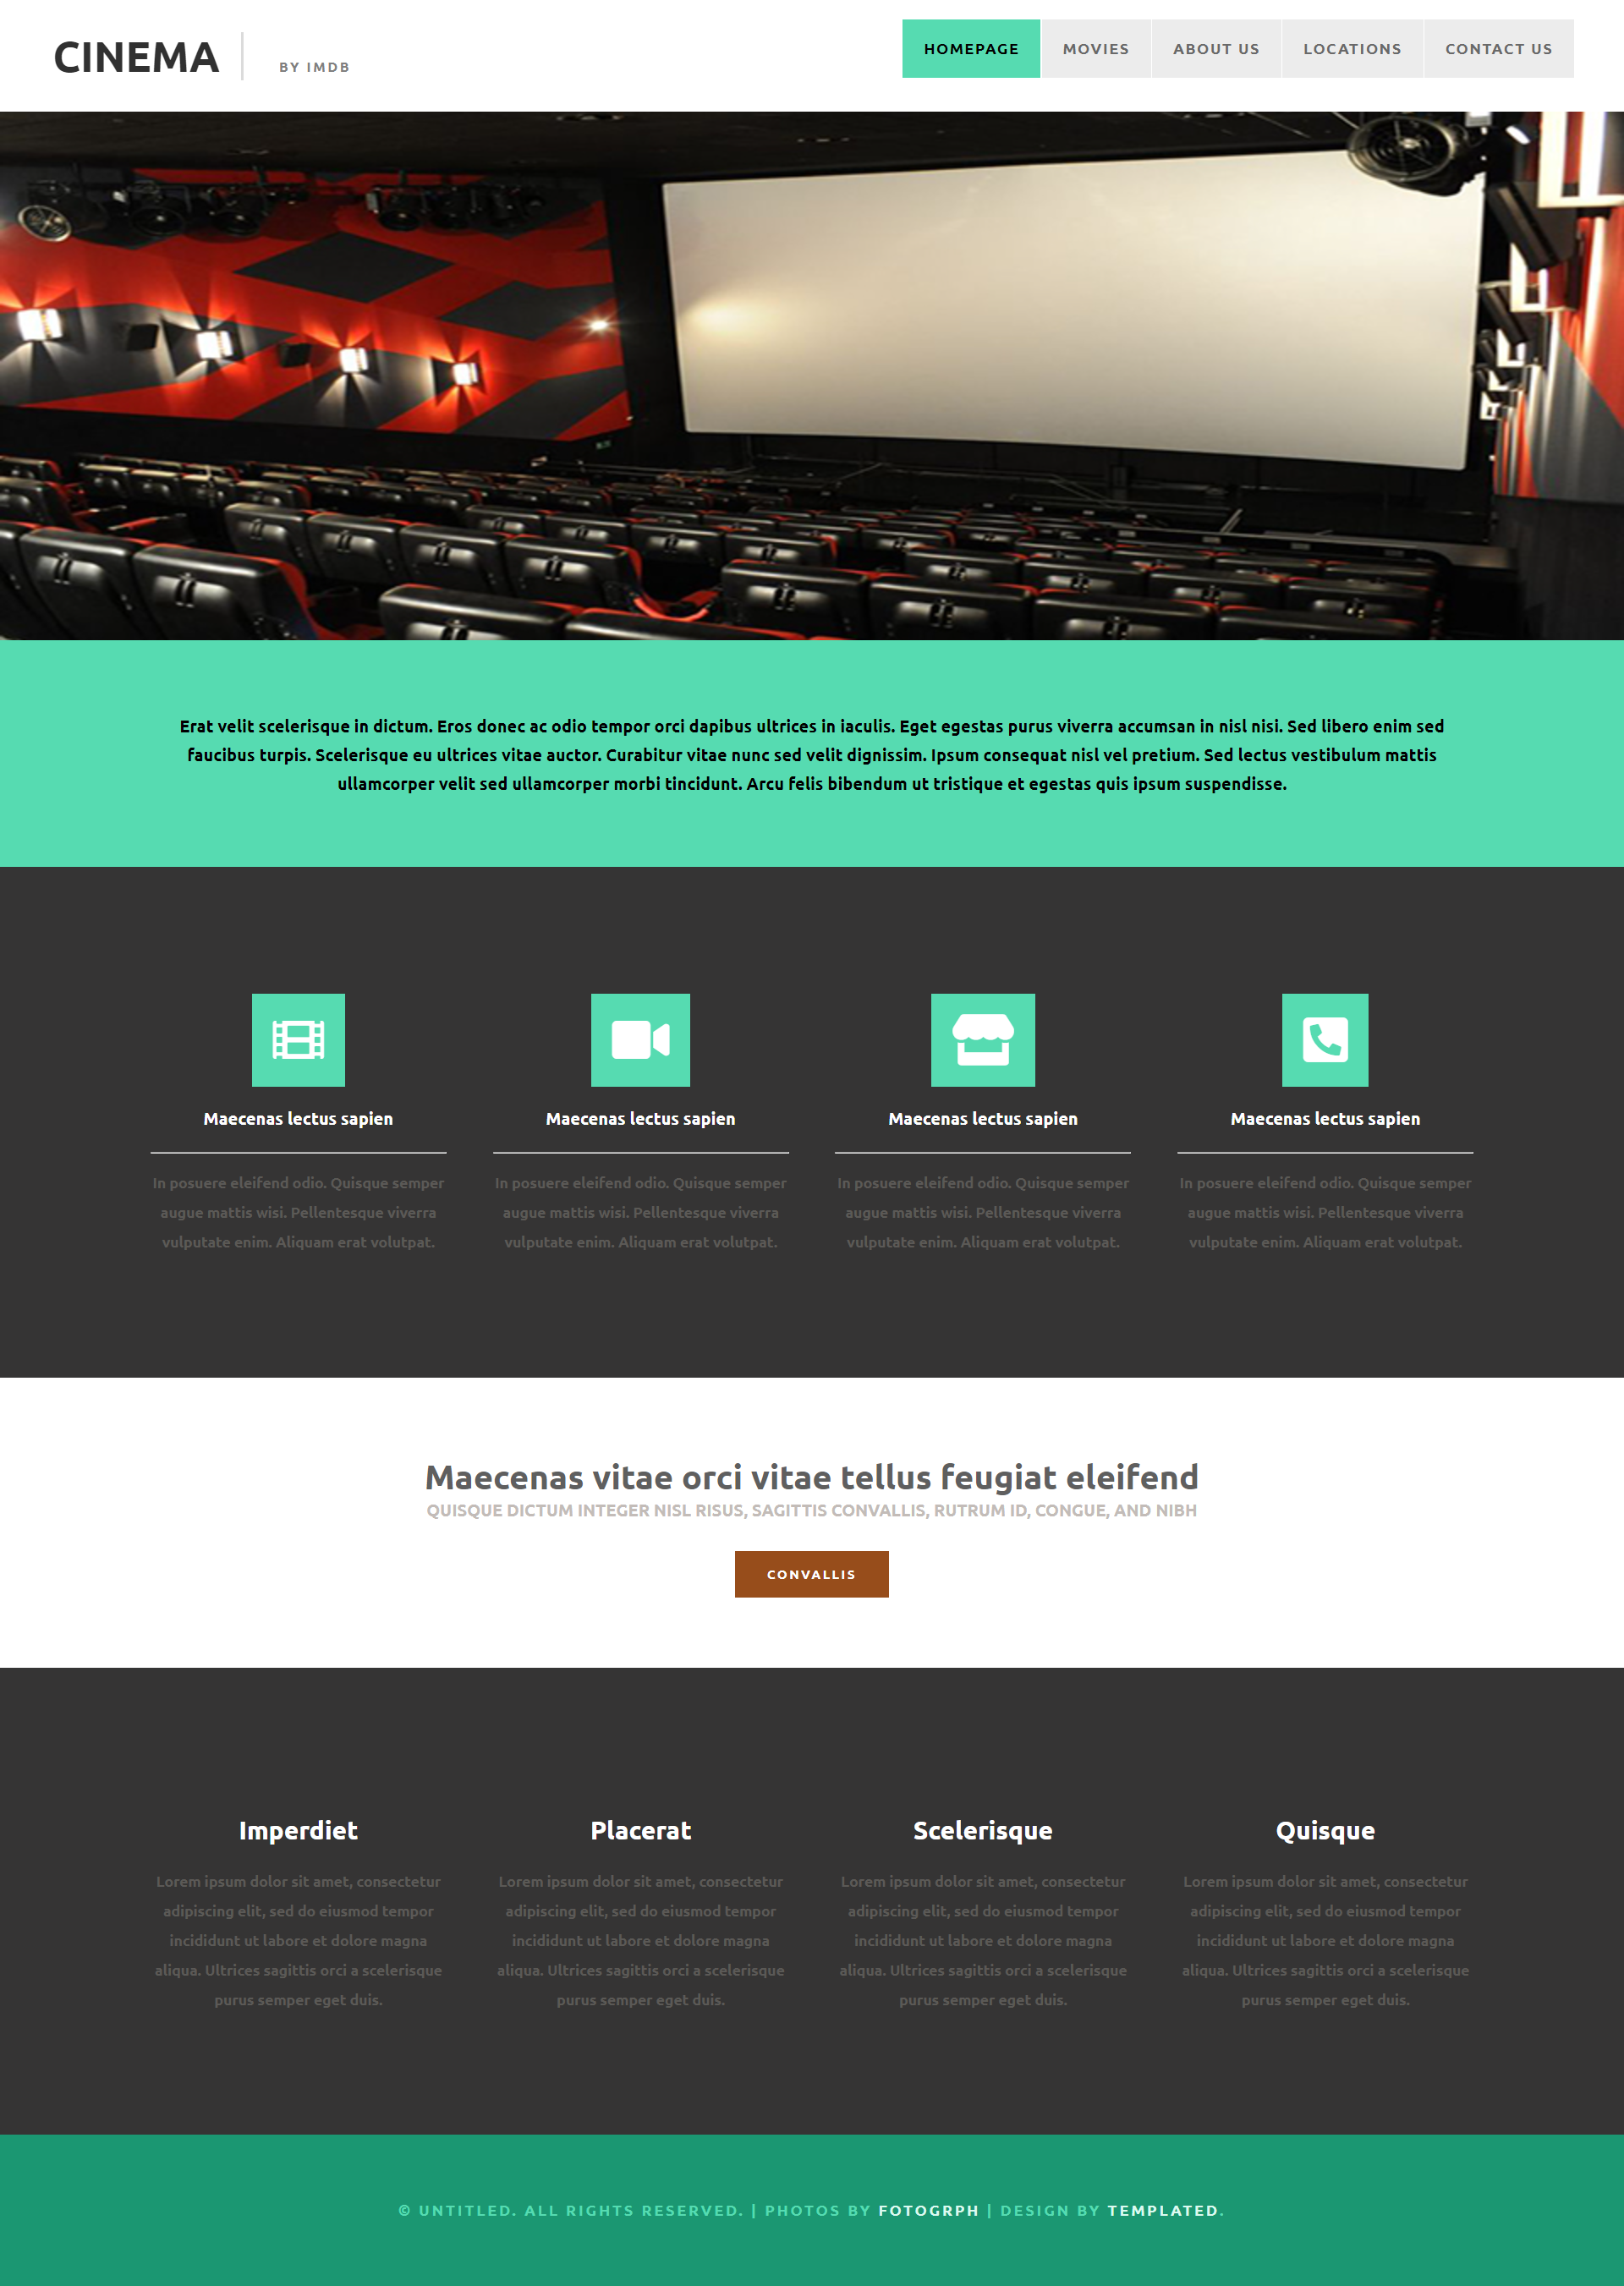 CINEMA
BY IMDB
HOMEPAGE
MOVIES
ABOUT US
LOCATIONS
CONTACT US
Erat velit scelerisque in dictum. Eros donec ac odio tempor orci dapibus ultrices in iaculis. Eget egestas purus viverra accumsan in nisl nisi. Sed libero enim sed
faucibus turpis. Scelerisque eu ultrices vitae auctor. Curabitur vitae nunc sed velit dignissim. Ipsum consequat nisl vel pretium. Sed lectus vestibulum mattis
ullamcorper velit sed ullamcorper morbi tincidunt. Arcu felis bibendum ut tristique et egestas quis ipsum suspendisse.
Maecenas lectus sapien
In posuere eleifend odio. Quisque semper
augue mattis wisi. Pellentesque viverra
vulputate enim. Aliquam erat volutpat.
Maecenas lectus sapien
In posuere eleifend odio. Quisque semper
augue mattis wisi. Pellentesque viverra
vulputate enim. Aliquam erat volutpat.
Maecenas lectus sapien
In posuere eleifend odio. Quisque semper
augue mattis wisi. Pellentesque viverra
vulputate enim. Aliquam erat volutpat.
Maecenas lectus sapien
In posuere eleifend odio. Quisque semper
augue mattis wisi. Pellentesque viverra
vulputate enim. Aliquam erat volutpat.
Maecenas vitae orci vitae tellus feugiat eleifend
QUISQUE DICTUM INTEGER NISL RISUS, SAGITTIS CONVALLIS, RUTRUM ID, CONGUE, AND NIBH
CONVALLIS
Imperdiet
Lorem ipsum dolor sit amet, consectetur
adipiscing elit, sed do eiusmod tempor
incididunt ut labore et dolore magna
aliqua. Ultrices sagittis orci a scelerisque
purus semper eget duis.
Placerat
Lorem ipsum dolor sit amet, consectetur
adipiscing elit, sed do eiusmod tempor
incididunt ut labore et dolore magna
aliqua. Ultrices sagittis orci a scelerisque
purus semper eget duis.
Scelerisque
Lorem ipsum dolor sit amet, consectetur
adipiscing elit, sed do eiusmod tempor
incididunt ut labore et dolore magna
aliqua. Ultrices sagittis orci a scelerisque
purus semper eget duis.
Quisque
Lorem ipsum dolor sit amet, consectetur
adipiscing elit, sed do eiusmod tempor
incididunt ut labore et dolore magna
aliqua. Ultrices sagittis orci a scelerisque
purus semper eget duis.
© UNTITLED. ALL RIGHTS RESERVED. | PHOTOS BY FOTOGRPH | DESIGN BY TEMPLATED.